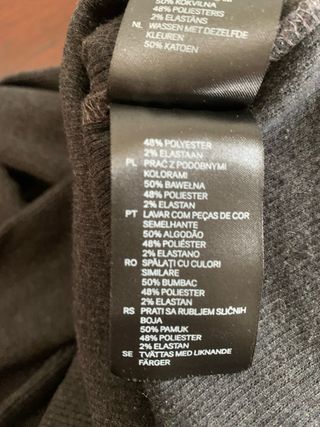 50% KOKVILNA
48% POLIESTERIS
2% ELASTĀNS
NL WASSEN MET DEZELFDE
KLEUREN
50% KATOEN
48% POLYESTER
2% ELASTAAN
PL PRAĆ Z PODOBNYMI
KOLORAMI
50% BAWEŁNA
48% POLIESTER
2% ELASTAN
PT LAVAR COM PEÇAS DE COR
SEMELHANTE
50% ALGODÃO
48% POLIÉSTER
2% ELASTANO
RO SPĂLAȚI CU CULORI
SIMILARE
50% BUMBAC
48% POLIESTER
2% ELASTAN
RS PRATI SA RUBLJEM SLIČNIH
BOJA
50% PAMUK
48% POLIESTER
2% ELASTAN
SE TVÄTTAS MED LIKNANDE
FÄRGER